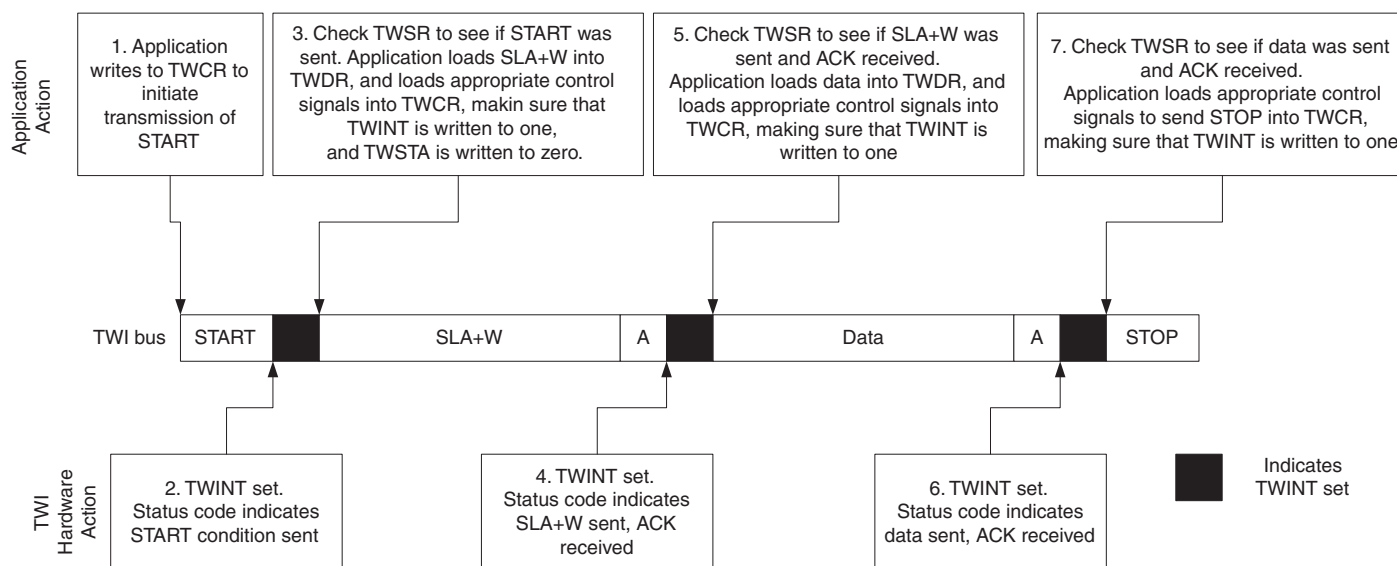 Application
Action
1. Application
writes to TWCR to
initiate
transmission of
START
3. Check TWSR to see if START was
sent. Application loads SLA+W into
TWDR, and loads appropriate control
signals into TWCR, makin sure that
TWINT is written to one,
and TWSTA is written to zero.
5. Check TWSR to see if SLA+W was
sent and ACK received.
Application loads data into TWDR, and
loads appropriate control signals into
TWCR, making sure that TWINT is
written to one
7. Check TWSR to see if data was sent
and ACK received.
Application loads appropriate control
signals to send STOP into TWCR,
making sure that TWINT is written to one
TWI bus
START
SLA+W
A
Data
A
STOP
TWI
Hardware
Action
2. TWINT set.
Status code indicates
START condition sent
4. TWINT set.
Status code indicates
SLA+W sent, ACK
received
6. TWINT set.
Status code indicates
data sent, ACK received
Indicates
TWINT set